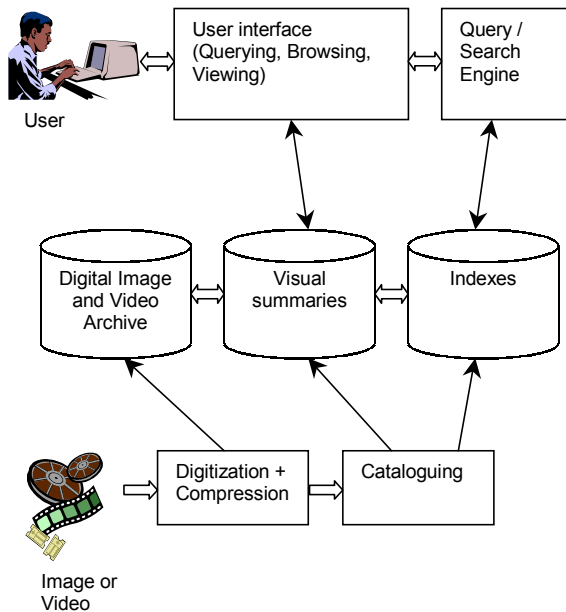 User interface
(Querying, Browsing,
Viewing)
Query /
Search
Engine
User
Digital Image
and Video
Archive
Visual
summaries
Indexes
Digitization +
Compression
Cataloguing
Image or
Video